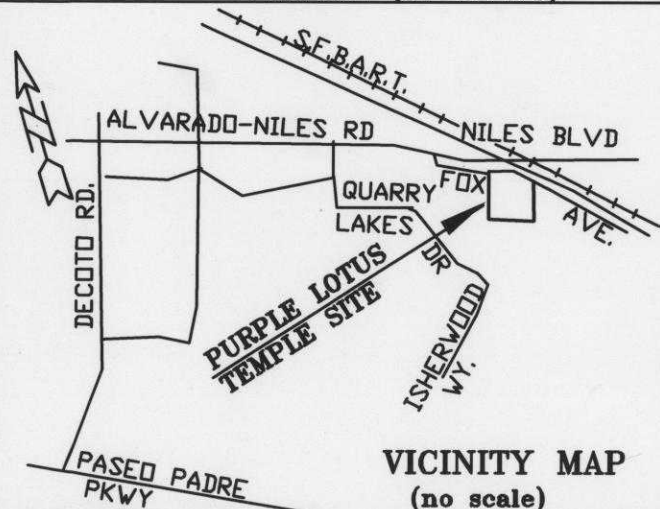 S.F.B.A.R.T.
ALVARADO-NILES RD
NILES BLVD
FOX
AVE.
QUARRY
LAKES
DR
DECOTO RD.
PURPLE LOTUS
TEMPLE SITE
ISHERWOOD
WY.
PASEO PADRE
PKWY
VICINITY MAP
(no scale)